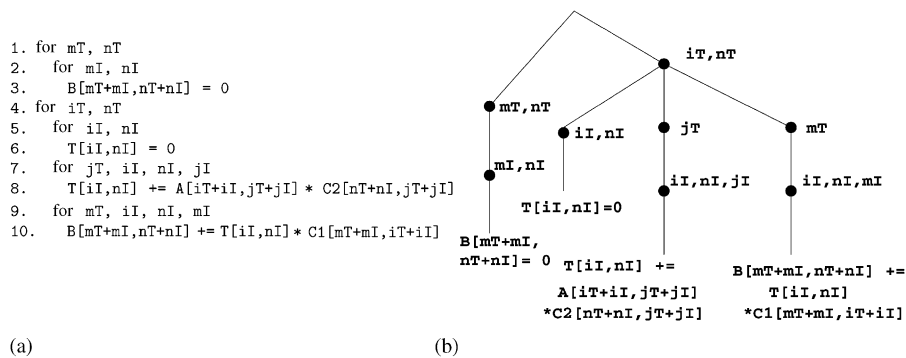 1. for mT, nT
2. for mI, nI
3. B[mT+mI,nT+nI] = 0
4. for iT, nT
5. for iI, nI
6. T[iI,nI] = 0
7. for jT, iI, nI, jI
8. T[iI,nI] += A[iT+iI,jT+jI] * C2[nT+nI,jT+jI]
9. for mT, iI, nI, mI
10. B[mT+mI,nT+nI] += T[iI,nI] * C1[mT+mI,iT+iI]
(a)
iT,nT
mT,nT
iI,nI
jT
mT
mI,nI
iI,nI,jI
iI,nI,mI
T[iI,nI]=0
B[mT+mI,
nT+nI]= 0
T[iI,nI] +=
A[iT+iI,jT+jI]
*C2[nT+nI,jT+jI]
B[mT+mI,nT+nI] +=
T[iI,nI]
*C1[mT+mI,iT+iI]
(b)